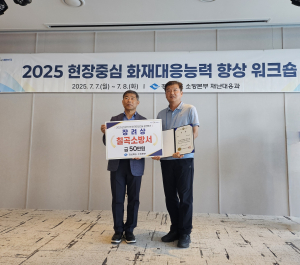 2025 현장중심 화재대응능력 향상 워크숍
2025. 7. 7.(월) ~ 7. 8.(화)
소방본부 재난대응과
장려상
칠곡소방서
금 50만원